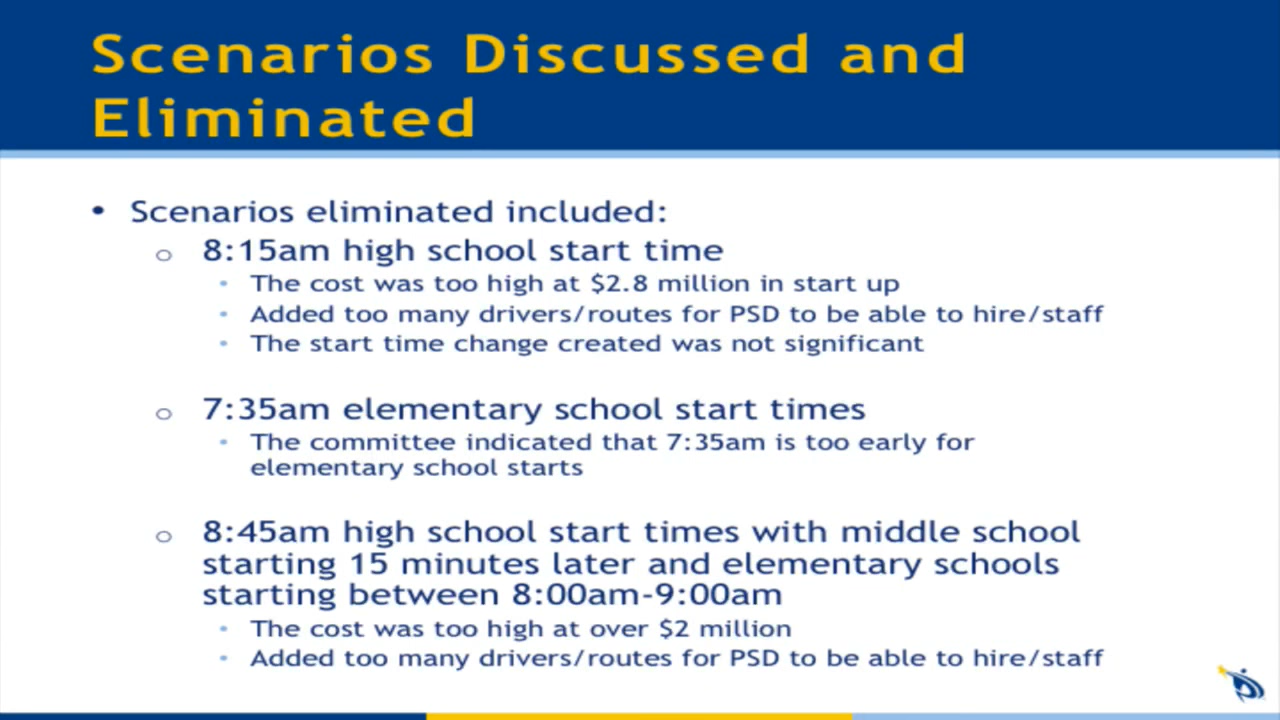 Scenarios Discussed and
Eliminated
• Scenarios eliminated included:
o 8:15am high school start time
• The cost was too high at $2.8 million in start up
• Added too many drivers/routes for PSD to be able to hire/staff
• The start time change created was not significant
o 7:35am elementary school start times
• The committee indicated that 7:35am is too early for
elementary school starts
o 8:45am high school start times with middle school
starting 15 minutes later and elementary schools
starting between 8:00am-9:00am
• The cost was too high at over $2 million
• Added too many drivers/routes for PSD to be able to hire/staff